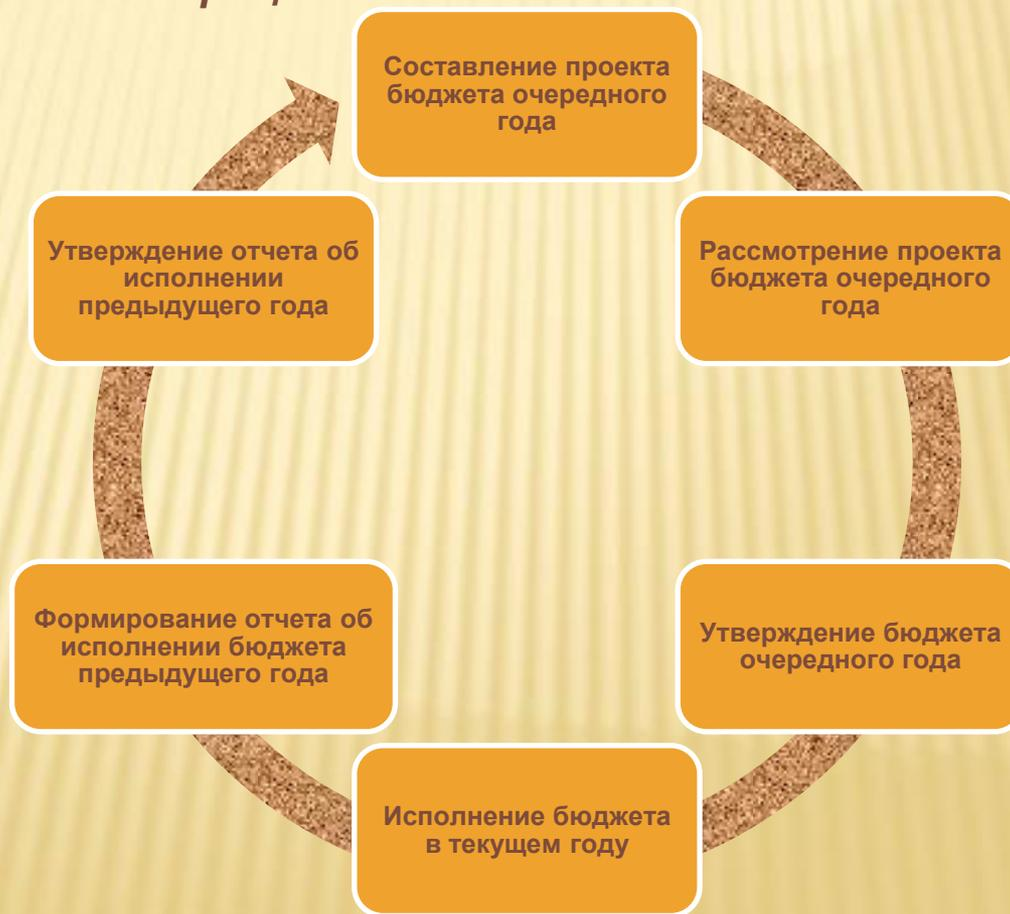 Составление проекта
бюджета очередного
года
Рассмотрение проекта
бюджета очередного
года
Утверждение бюджета
очередного года
Исполнение бюджета
в текущем году
Формирование отчета об
исполнении бюджета
предыдущего года
Утверждение отчета об
исполнении
предыдущего года